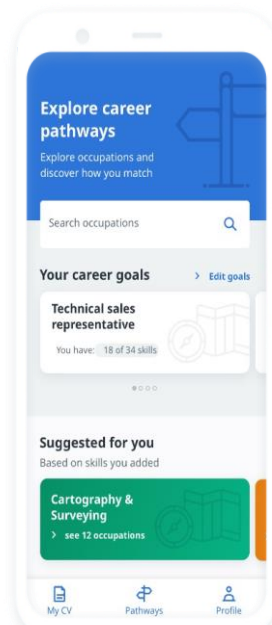 Explore career
pathways
Explore occupations and
discover how you match
Search occupations
Your career goals
Edit goals
Technical sales
representative
You have: 18 of 34 skills
Suggested for you
Based on skills you added
Cartography &
Surveying
see 12 occupations
My CV
Pathways
Profile